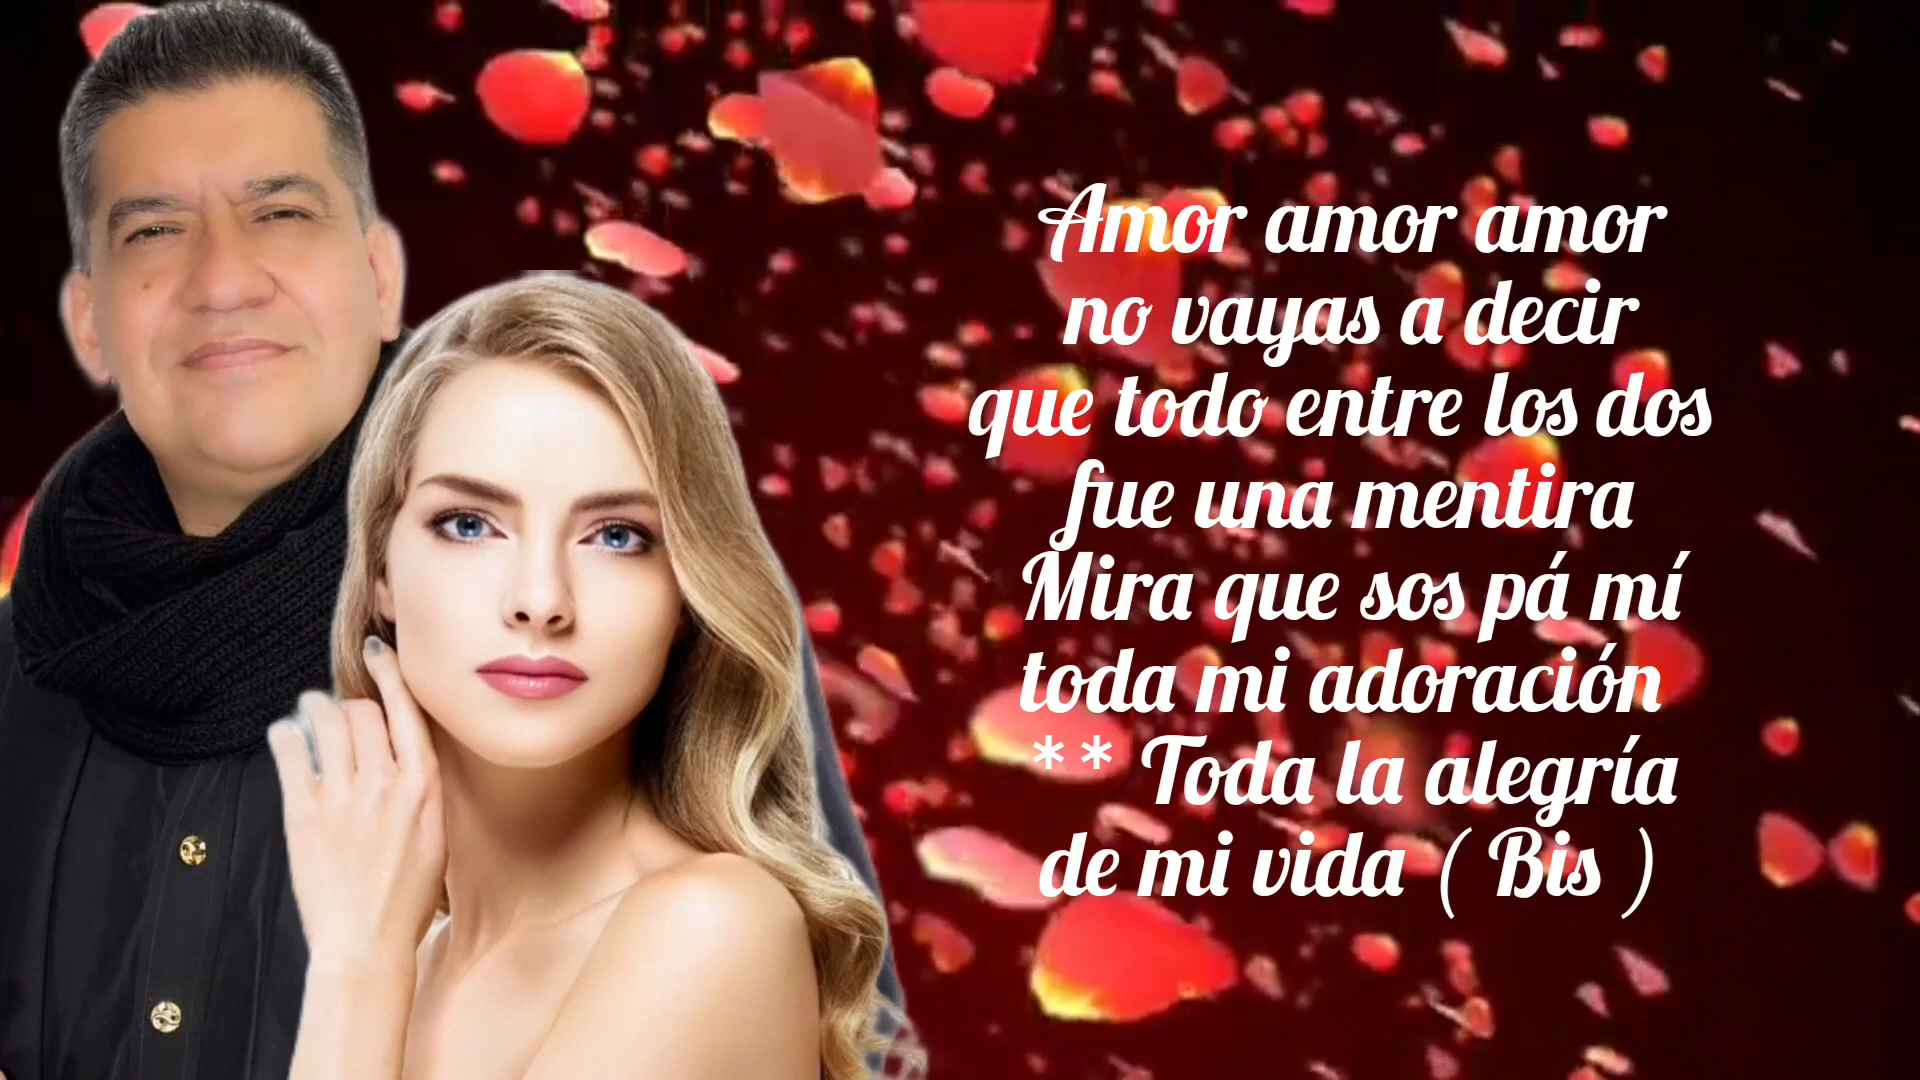 Amor amor amor
no vayas a decir
que todo entre los dos
fue una mentira
Mira que sos pá mí
toda mi adoración
** Toda la alegría
de mi vida ( Bis )